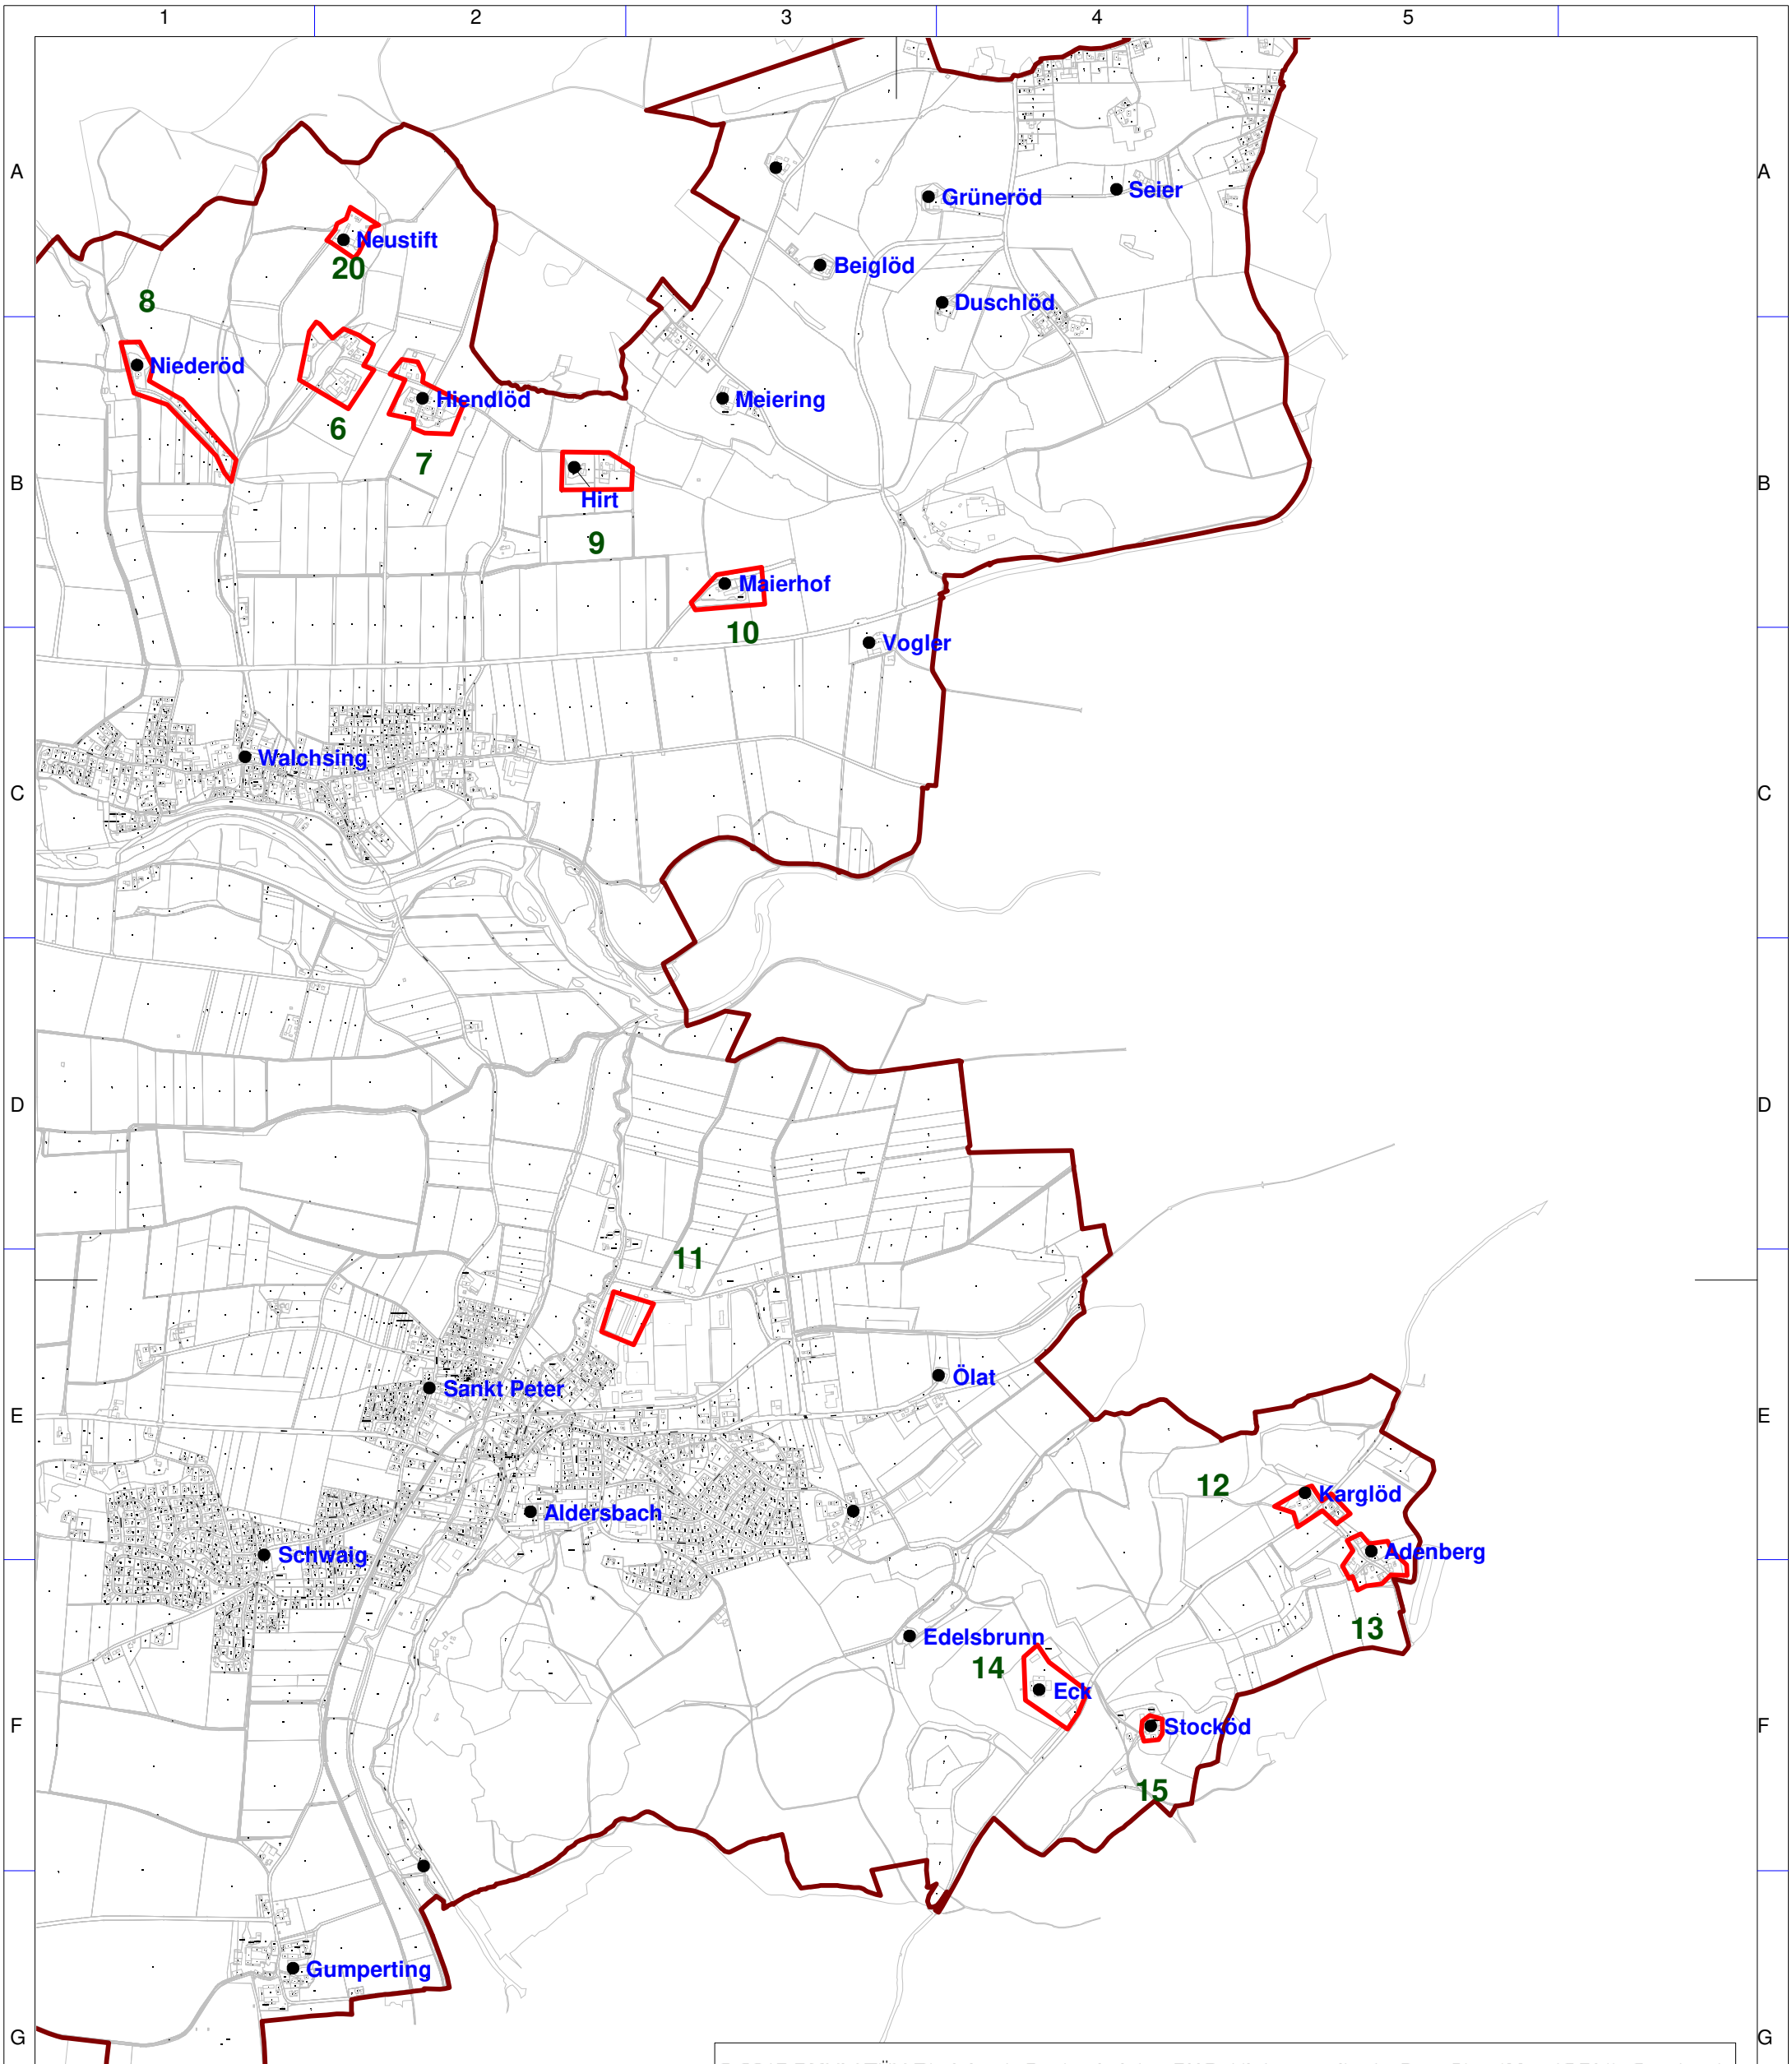 1 2 3 4 5
A A
Grüneröd Seier
Neustift
20
Beiglöd
8
Duschlöd
Niederöd
Hiendlöd Meiering
6
7
B B
Hirt
9
Maierhof
10
Vogler
Walchsing
C C
D D
11
Ölat
Sankt Peter
E E
12
Karglöd
Aldersbach
Adenberg
Schwaig
13
Edelsbrunn
14
Eck
F F
Stocköd
15
Gumperting
G G